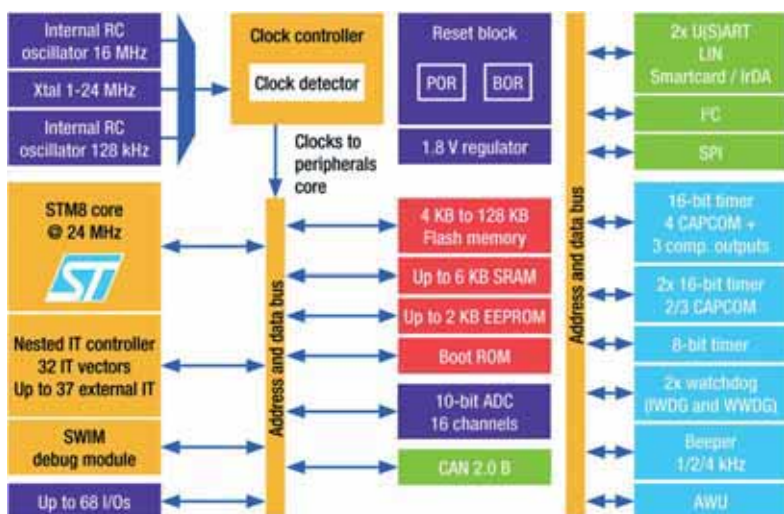 Internal RC
oscillator 16 MHz
Xtal 1-24 MHz
Internal RC
oscillator 128 kHz
Clock controller
Clock detector
Clocks to
peripherals
core
Reset block
POR
BOR
1.8 V regulator
STM8 core
@ 24 MHz
ST
Nested IT controller
32 IT vectors
Up to 37 external IT
SWIM
debug module
Up to 68 I/Os
Address and data bus
4 KB to 128 KB
Flash memory
Up to 6 KB SRAM
Up to 2 KB EEPROM
Boot ROM
10-bit ADC
16 channels
CAN 2.0 B
Address and data bus
2x U(S)ART
LIN
Smartcard / IrDA
I²C
SPI
16-bit timer
4 CAPCOM +
3 comp. outputs
2x 16-bit timer
2/3 CAPCOM
8-bit timer
2x watchdog
(IWDG and WWDG)
Beeper
1/2/4 kHz
AWU